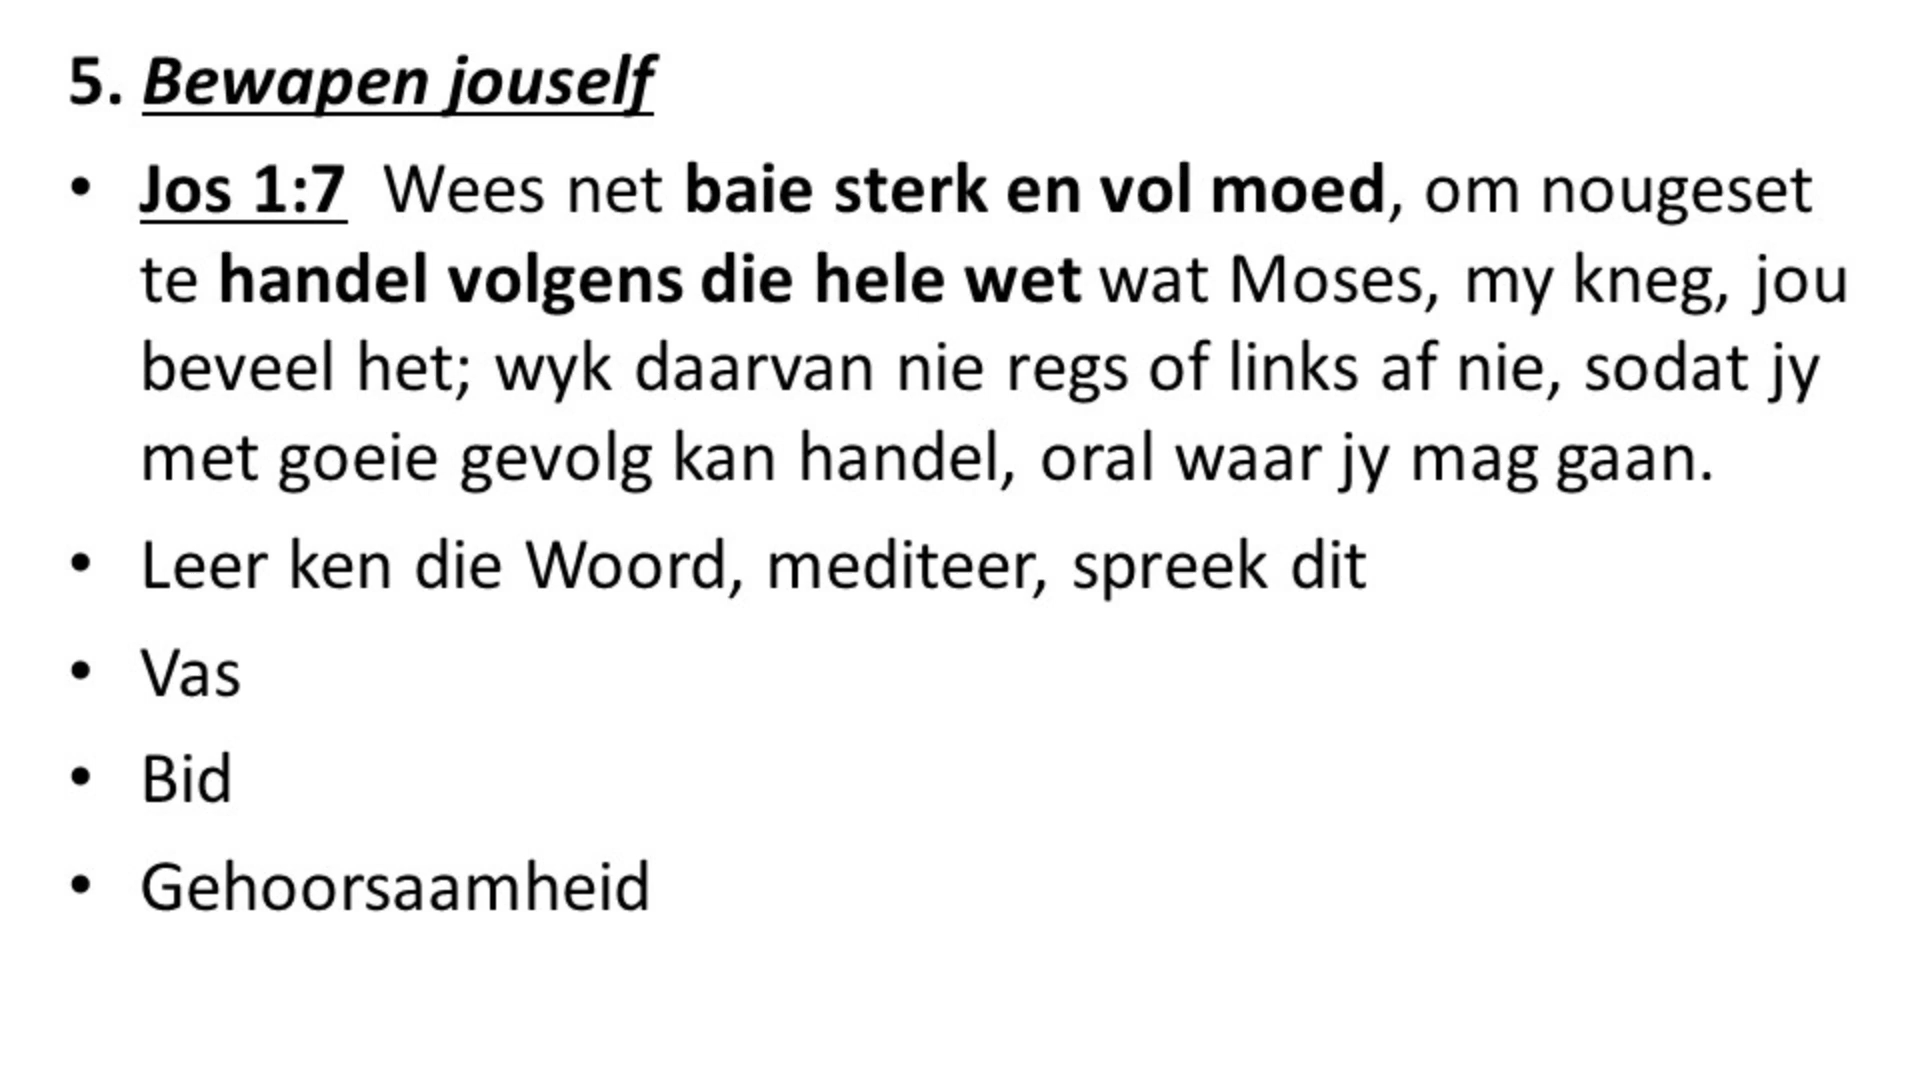 5. Bewapen jouself
• Jos 1:7 Wees net baie sterk en vol moed, om nougeset
te handel volgens die hele wet wat Moses, my kneg, jou
beveel het; wyk daarvan nie regs of links af nie, sodat jy
met goeie gevolg kan handel, oral waar jy mag gaan.
• Leer ken die Woord, mediteer, spreek dit
• Vas
• Bid
• Gehoorsaamheid